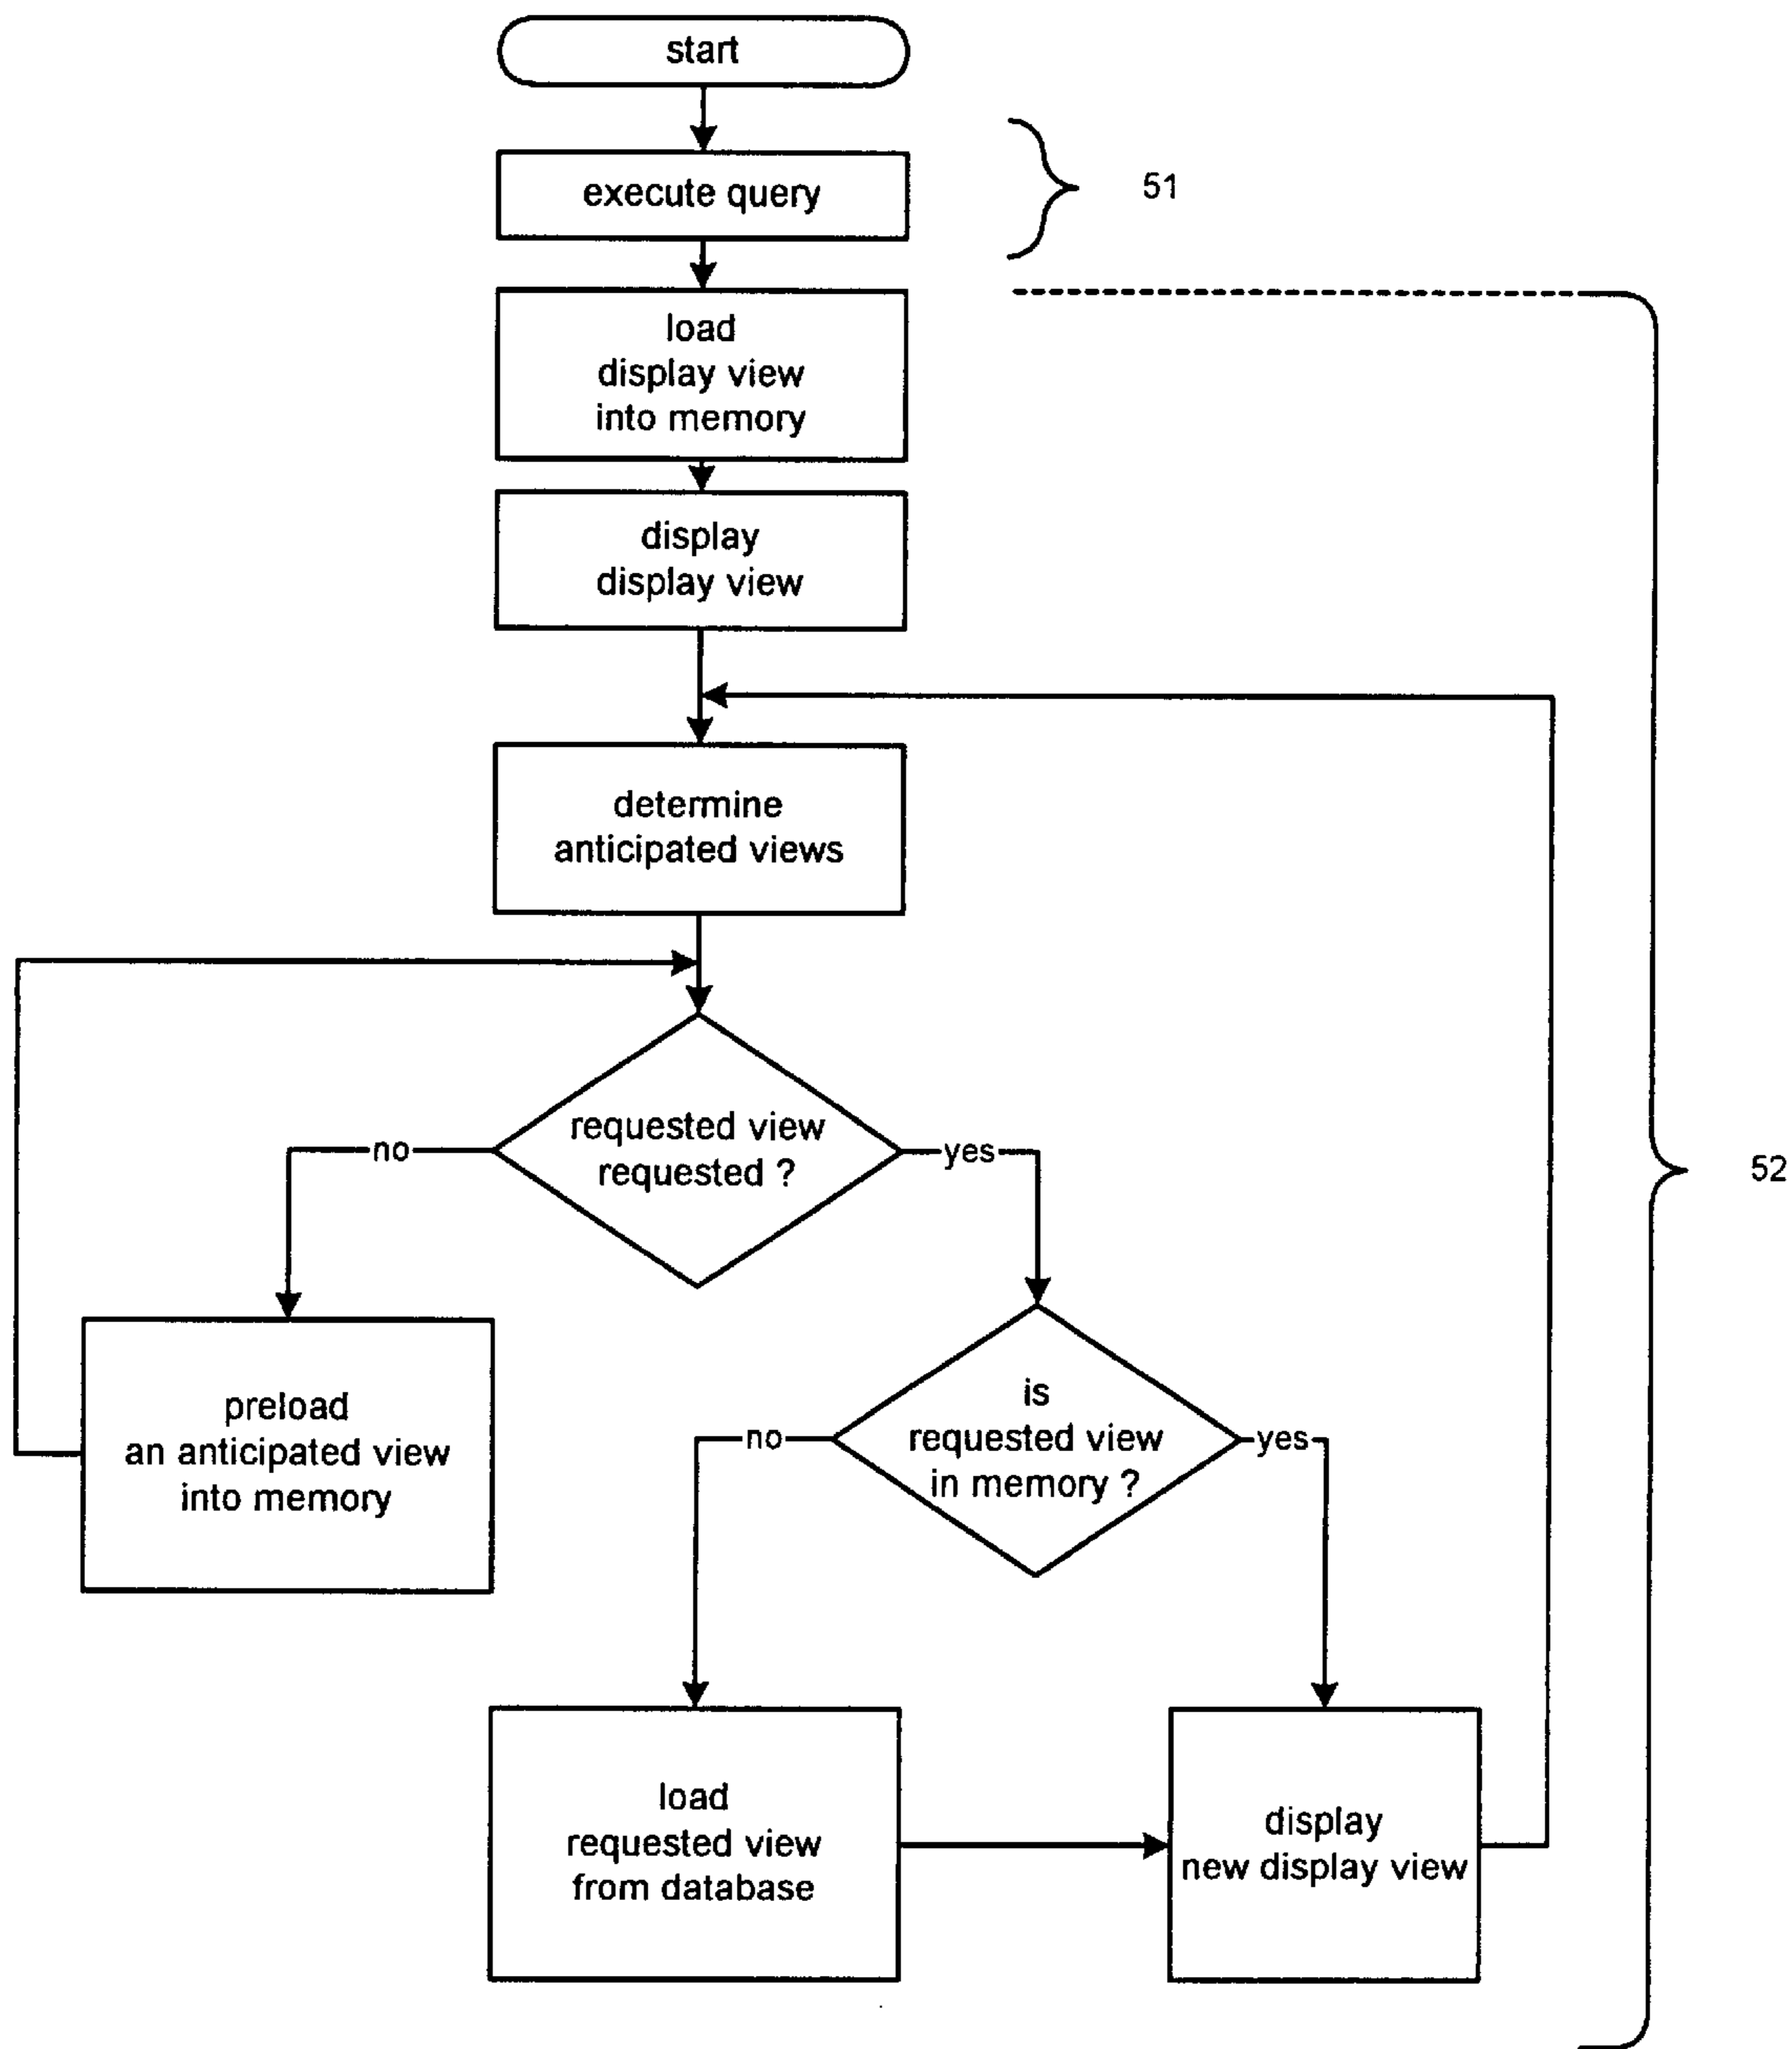 start
execute query
51
load
display view
into memory
display
display view
determine
anticipated views
requested view
requested ?
no
yes
52
preload
an anticipated view
into memory
is
requested view
in memory ?
no
yes
load
requested view
from database
display
new display view